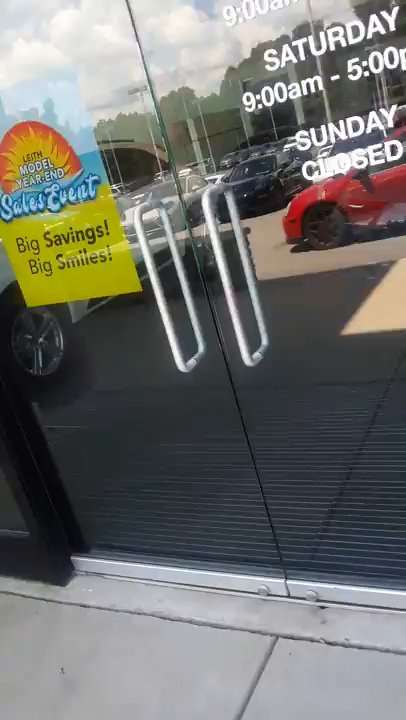 9:00am
SATURDAY
9:00am - 5:00p
SUNDAY
CLOSED
LEITH
MODEL
YEAR-END
Sales Event
Big Savings!
Big Smiles!